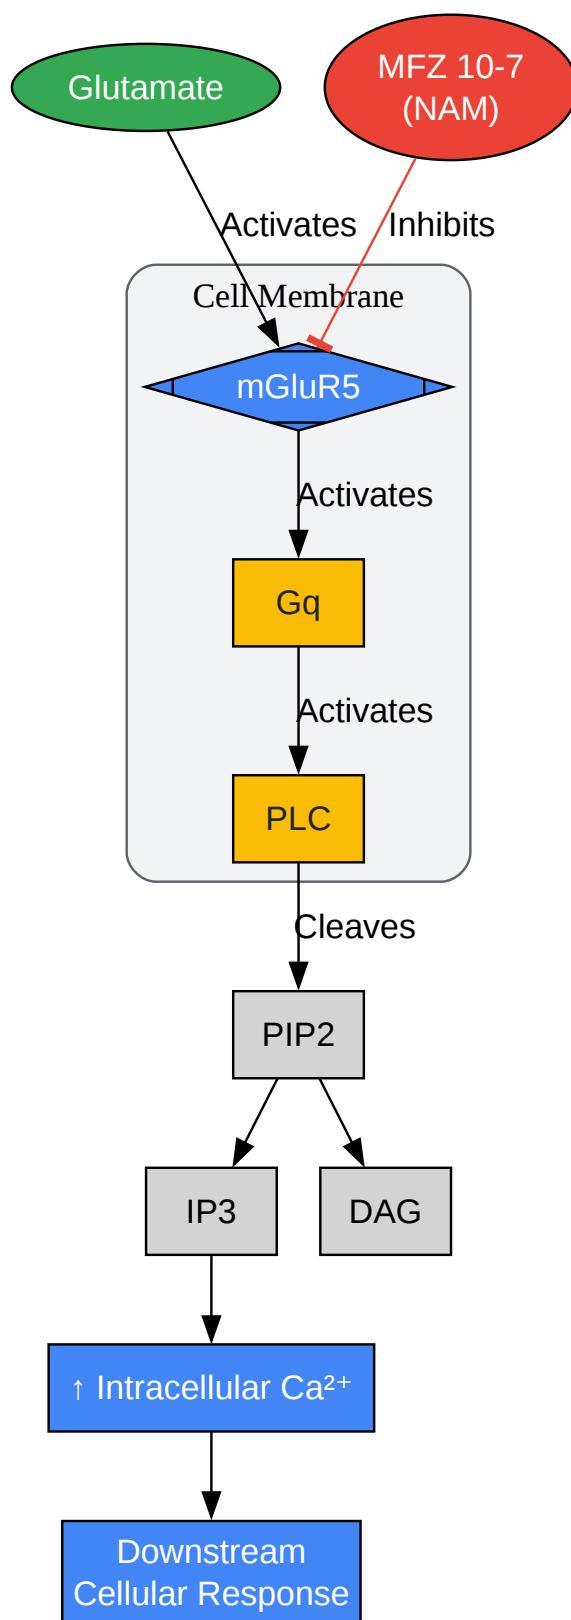 Glutamate
MFZ 10-7
(NAM)
Activates
Inhibits
Cell Membrane
mGluR5
Activates
Gq
Activates
PLC
Cleaves
PIP2
IP3
DAG
↑ Intracellular Ca²⁺
Downstream
Cellular Response